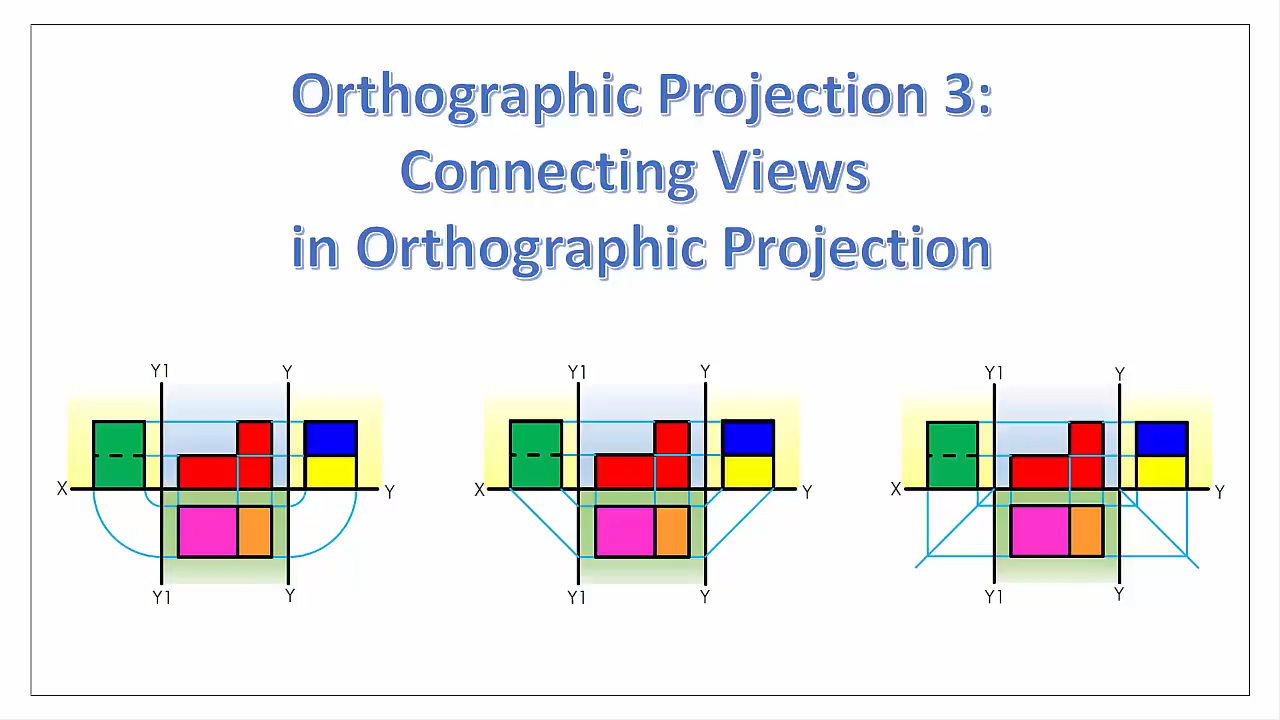 Orthographic Projection 3:
Connecting Views
in Orthographic Projection
Y1 Y Y1 Y Y1 Y
X Y X Y X Y
Y1 Y Y1 Y Y1 Y